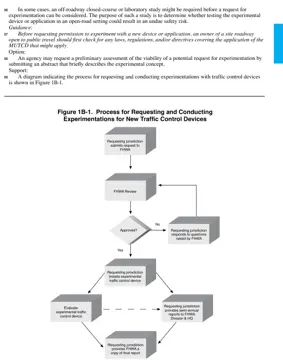 06 In some cases, an off-roadway closed-course or laboratory study might be required before a request for
experimentation can be considered. The purpose of such a study is to determine whether testing the experimental
device or application in an open-road setting could result in an undue safety risk.
Guidance:
07 Before requesting permission to experiment with a new device or application, an owner of a site roadway
open to public travel should first check for any laws, regulations, and/or directives covering the application of the
MUTCD that might apply.
Option:
08 An agency may request a preliminary assessment of the viability of a potential request for experimentation by
submitting an abstract that briefly describes the experimental concept.
Support:
09 A diagram indicating the process for requesting and conducting experimentations with traffic control devices
is shown in Figure 1B-1.
Figure 1B-1. Process for Requesting and Conducting
Experimentations for New Traffic Control Devices
Requesting jurisdiction
submits request to
FHWA
FHWA Review
Approved?
No
Requesting jurisdiction
responds to questions
raised by FHWA
Yes
Requesting jurisdiction
installs experimental
traffic control device
Evaluate
experimental traffic
control device
Requesting jurisdiction
provides semi-annual
reports to FHWA
Division & HQ
Requesting jurisdiction
provides FHWA a
copy of final report